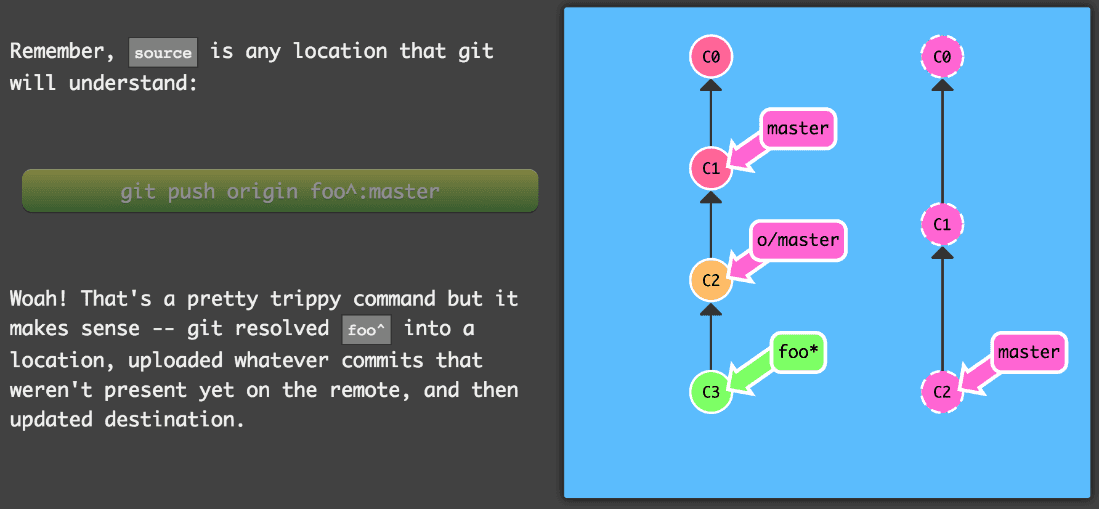 Remember, source is any location that git
will understand:
git push origin foo^:master
Woah! That's a pretty trippy command but it
makes sense -- git resolved foo^ into a
location, uploaded whatever commits that
weren't present yet on the remote, and then
updated destination.
C0
master
C1
o/master
C2
foo*
C3
C0
C1
master
C2